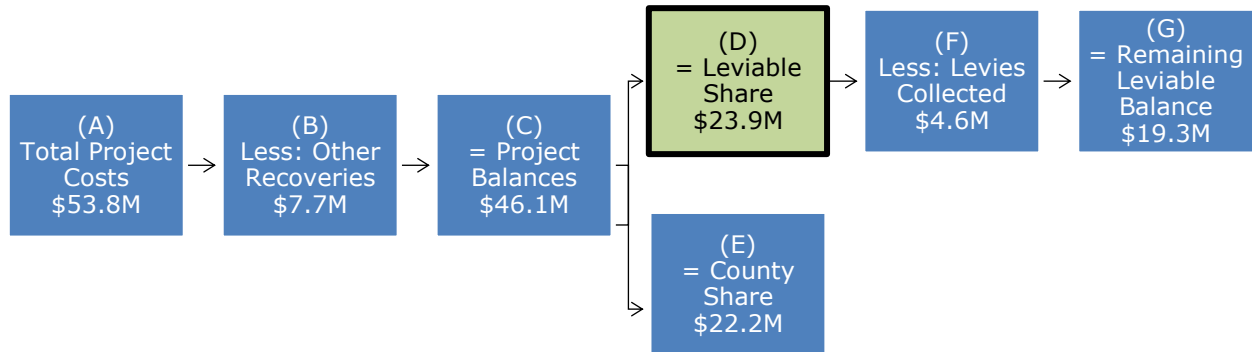 (A)
Total Project
Costs
$53.8M
(B)
Less: Other
Recoveries
$7.7M
(C)
= Project
Balances
$46.1M
(D)
= Leviable
Share
$23.9M
(E)
= County
Share
$22.2M
(F)
Less: Levies
Collected
$4.6M
(G)
= Remaining
Leviable
Balance
$19.3M